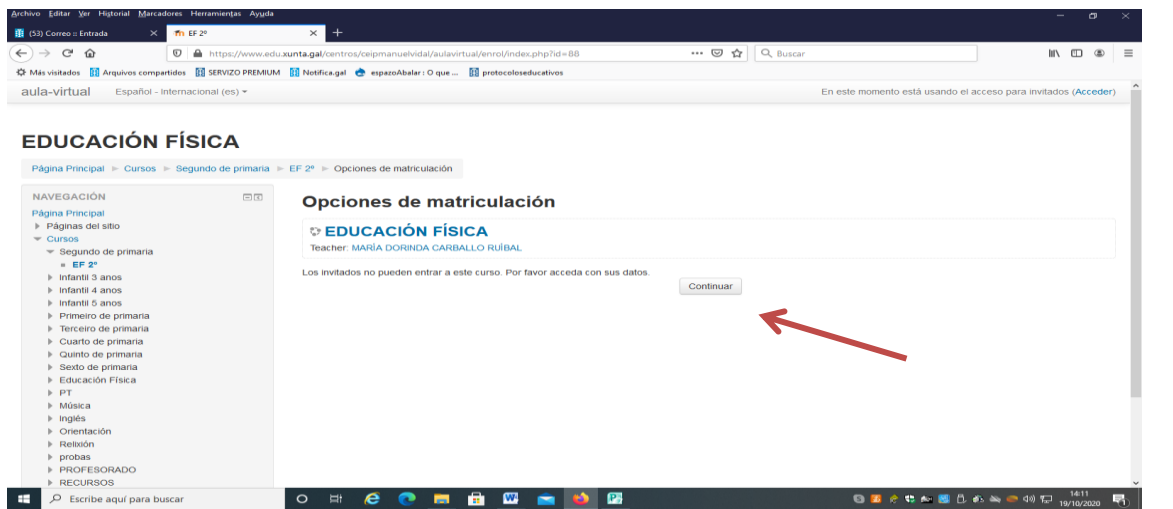 Archivo Editar Ver Historial Marcadores Herramientas Ayuda
(53) Correo :: Entrada
EF 2º
https://www.edu.xunta.gal/centros/ceipmanuelvidal/aulavirtual/enrol/index.php?id=88
Buscar
Más visitados Arquivos compartidos SERVIZO PREMIUM Notifica.gal espazoAbalar: O que ... protocoloseducativos
aula-virtual Español - Internacional (es)
En este momento está usando el acceso para invitados (Acceder)
EDUCACIÓN FÍSICA
Página Principal Cursos Segundo de primaria EF 2º Opciones de matriculación
NAVEGACIÓN
Página Principal
Páginas del sitio
Cursos
Segundo de primaria
EF 2º
Infantil 3 anos
Infantil 4 anos
Infantil 5 anos
Primeiro de primaria
Terceiro de primaria
Cuarto de primaria
Quinto de primaria
Sexto de primaria
Educación Física
PT
Música
Inglés
Orientación
Relixión
probas
PROFESORADO
RECURSOS
Opciones de matriculación
EDUCACIÓN FÍSICA
Teacher: MARÍA DORINDA CARBALLO RUÍBAL
Los invitados no pueden entrar a este curso. Por favor acceda con sus datos.
Continuar
Escribe aquí para buscar
14:11
19/10/2020